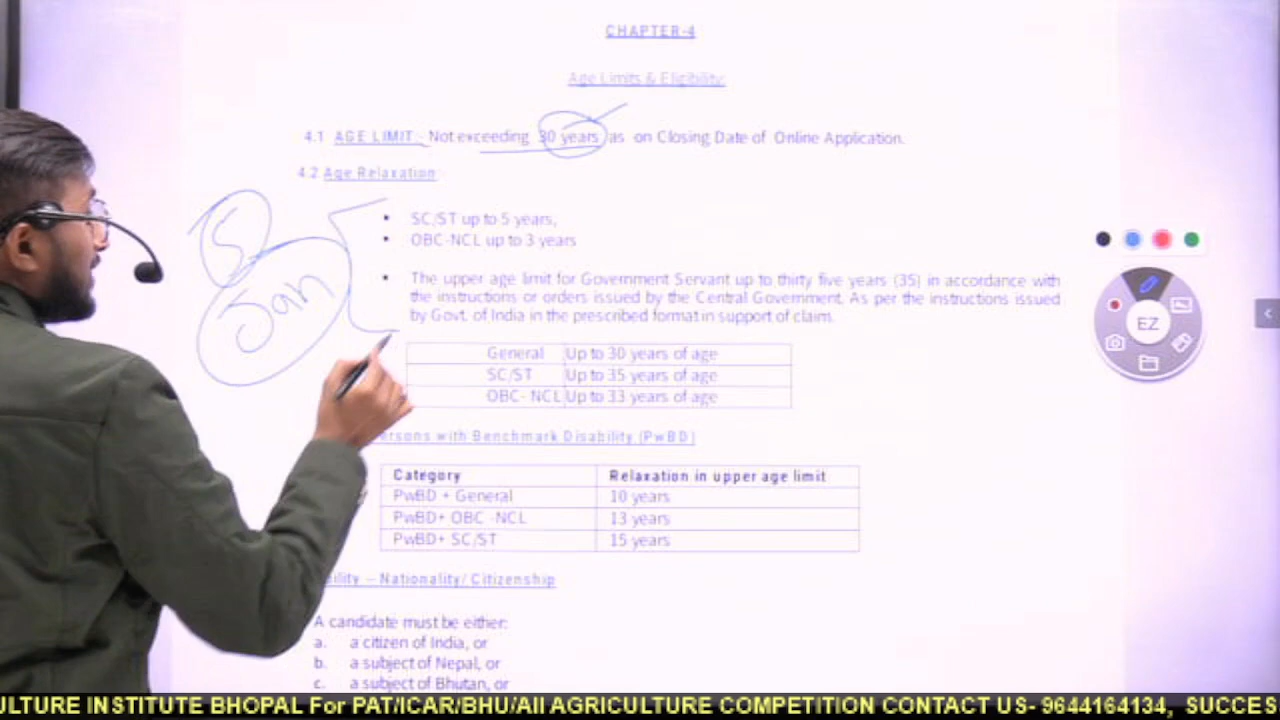 CHAPTER-4
Age Limits & Eligibility:
4.1 AGE LIMIT:- Not exceeding 30 years as on Closing Date of Online Application.
4.2 Age Relaxation
• SC/ST up to 5 years,
• OBC-NCL up to 3 years
• The upper age limit for Government Servant up to thirty five years (35) in accordance with
the instructions or orders issued by the Central Government. As per the instructions issued
by Govt. of India in the prescribed format in support of claim.
5
Jan
General Up to 30 years of age
SC/ST Up to 35 years of age
OBC- NCL Up to 33 years of age
with Benchmark Disability (PwBD)
Category Relaxation in upper age limit
PwBD + General 10 years
PwBD+ OBC -NCL 13 years
PwBD+ SC/ST 15 years
– Nationality/ Citizenship
A candidate must be either:
a. a citizen of India, or
b. a subject of Nepal, or
c. a subject of Bhutan, or
EZ
INSTITUTE BHOPAL For PAT/ICAR/BHU/All AGRICULTURE COMPETITION CONTACT US- 9644164134,